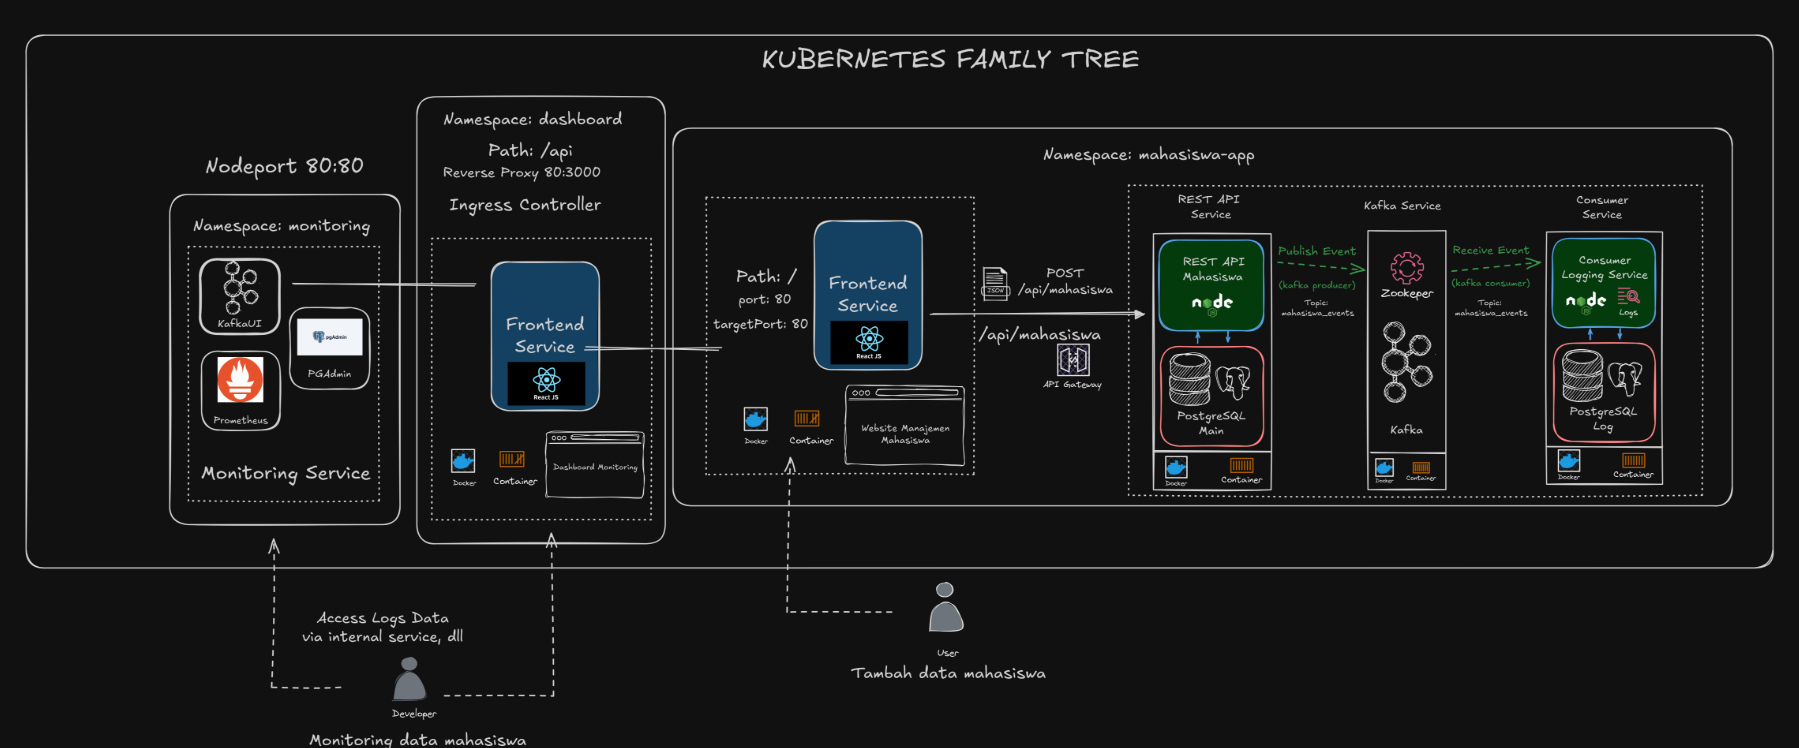 KUBERNETES FAMILY TREE
Nodeport 80:80
Namespace: monitoring
KafkaUI
pgAdmin
PGAdmin
Prometheus
Monitoring Service
Namespace: dashboard
Path: /api
Reverse Proxy 80:3000
Ingress Controller
Frontend
Service
React JS
Docker
Container
Dashboard Monitoring
Namespace: mahasiswa-app
Path: /
port: 80
targetPort: 80
Frontend
Service
React JS
Docker
Container
Website Manajemen
Mahasiswa
JSON
POST
/api/mahasiswa
/api/mahasiswa
API Gateway
REST API
Service
REST API
Mahasiswa
node
JS
PostgreSQL
Main
Docker
Container
Publish Event
(kafka producer)
Topic:
mahasiswa_events
Kafka Service
Zookeper
Kafka
Docker
Container
Receive Event
(kafka consumer)
Topic:
mahasiswa_events
Consumer
Service
Consumer
Logging Service
node
JS
Logs
PostgreSQL
Log
Docker
Container
Access Logs Data
via internal service, dll
Developer
Monitoring data mahasiswa
User
Tambah data mahasiswa